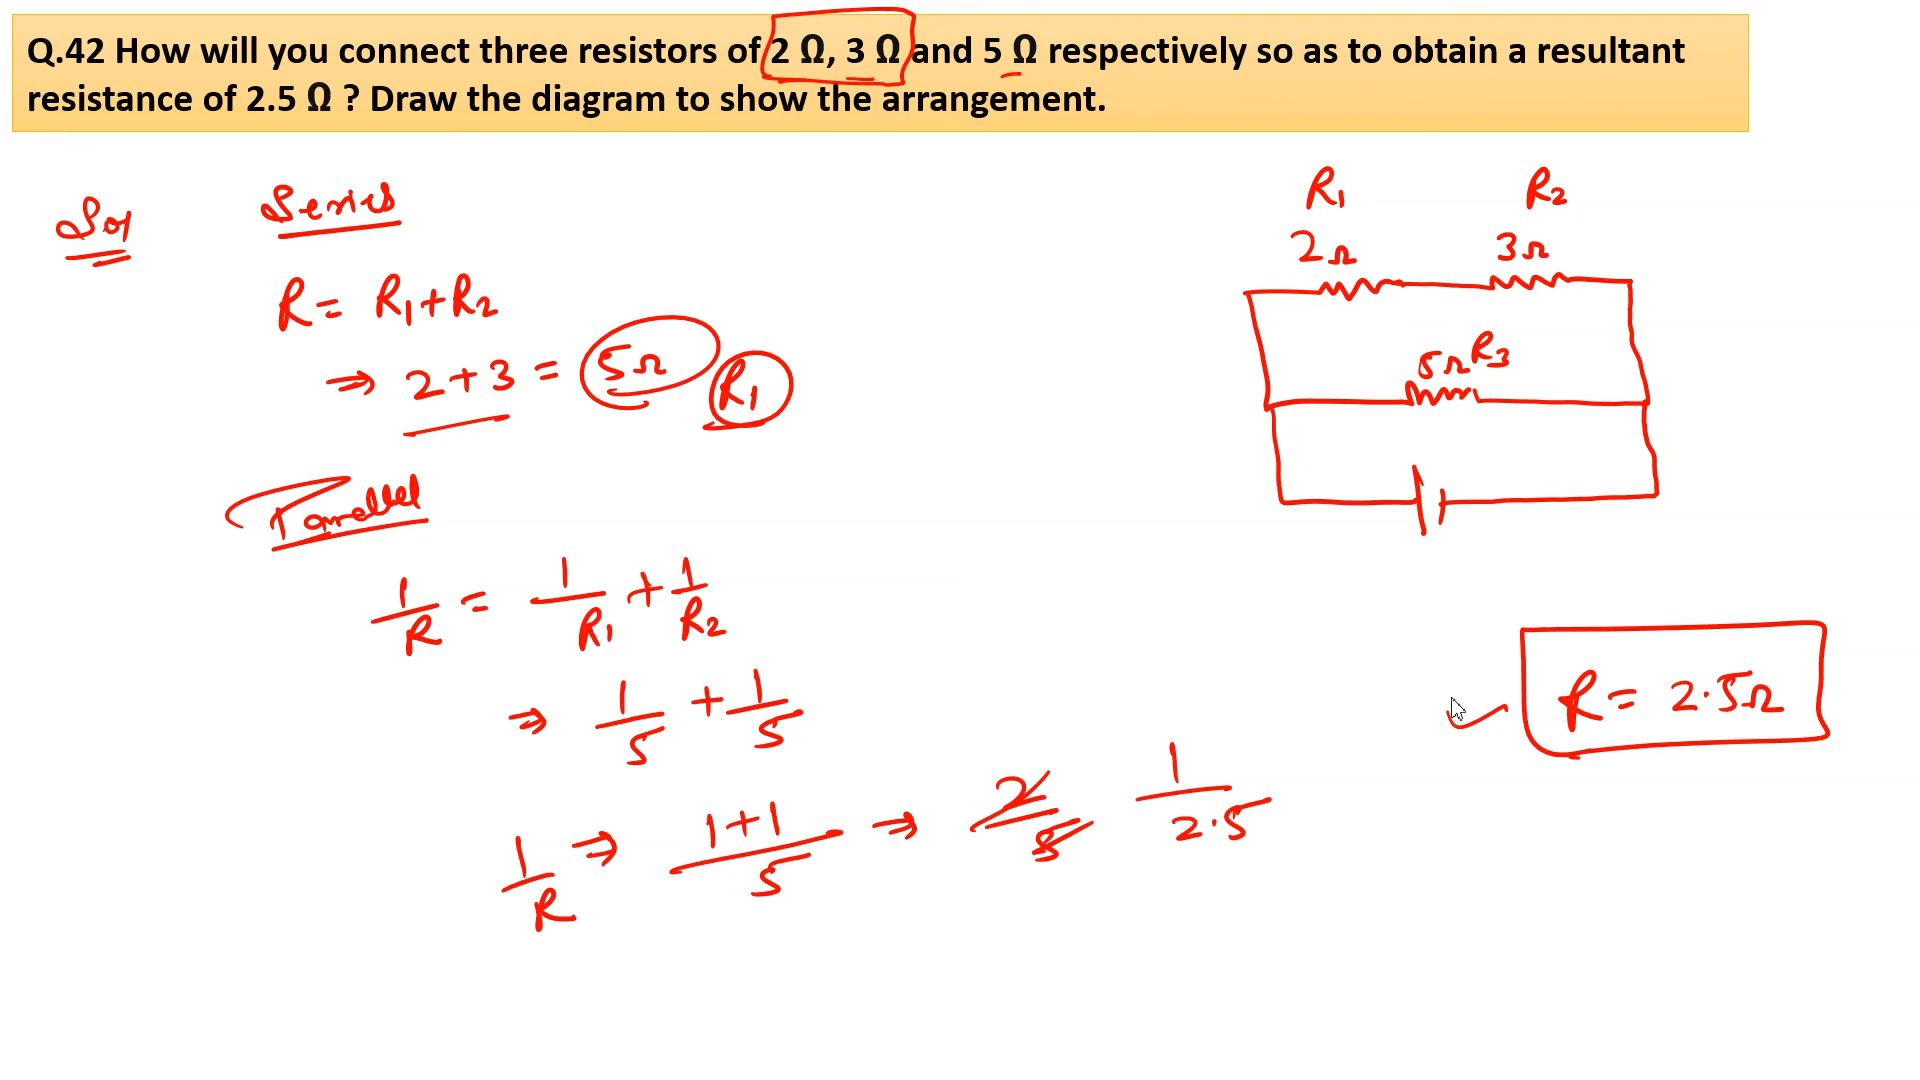 Q.42 How will you connect three resistors of 2 Ω, 3 Ω and 5 Ω respectively so as to obtain a resultant
resistance of 2.5 Ω ? Draw the diagram to show the arrangement.
Sol
Series
R = R1+R2
⇒ 2+3 = 5Ω R1
Parallel
1/R = 1/R1 + 1/R2
⇒ 1/5 + 1/5
1/R ⇒ 1+1/5 ⇒ 2/5 1/2.5
R1 R2
2Ω 3Ω
5Ω R3
R = 2.5Ω